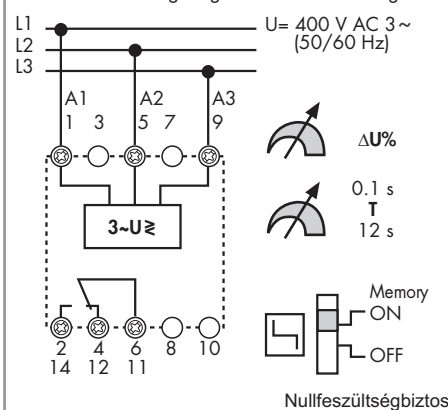 L1
L2
L3
U= 400 V AC 3~
(50/60 Hz)
A1 A2 A3
1 3 5 7 9
ΔU%
0.1 s
T
12 s
3~U≷
Memory
ON
OFF
2 4 6 8 10
14 12 11